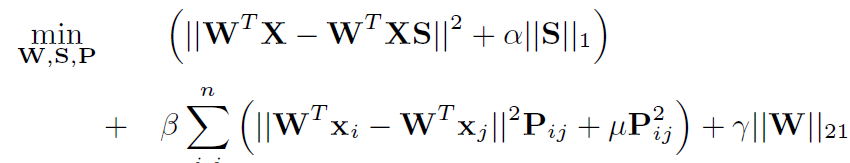 min_{W,S,P} (||W^T X − W^T XS||^2 + α||S||_1)
+ β ∑_{i,j}^{n} (||W^T x_i − W^T x_j||^2 P_{ij} + μP_{ij}^2) + γ||W||_{21}